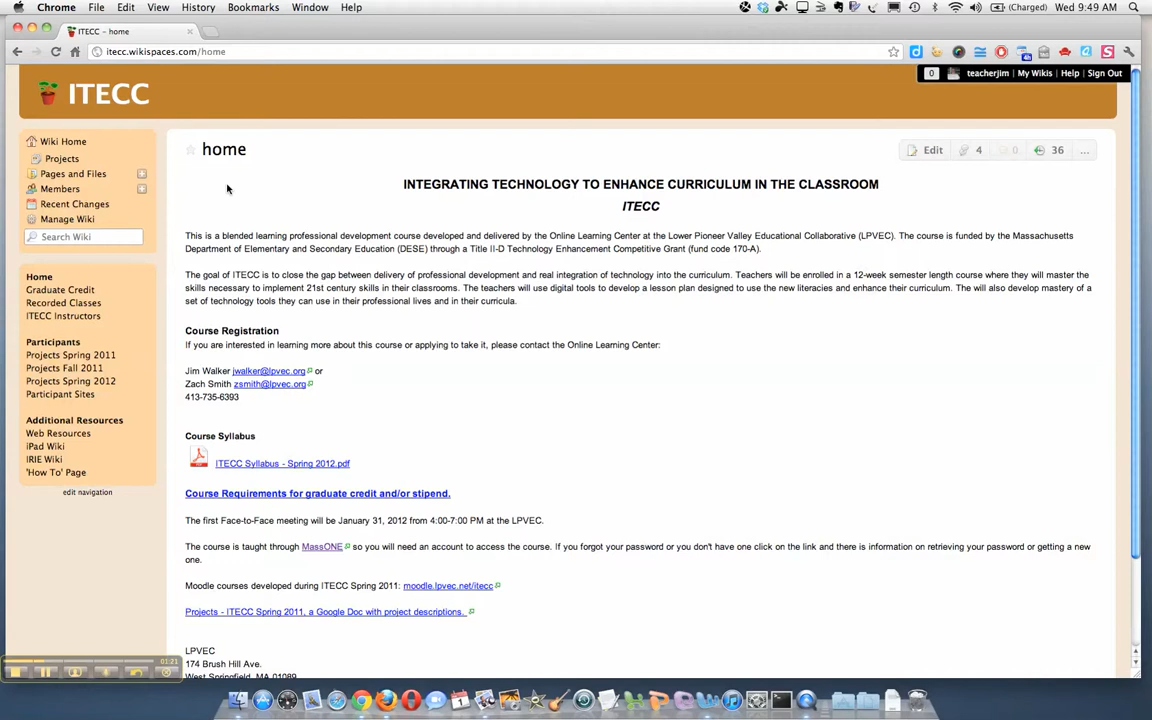 Chrome File Edit View History Bookmarks Window Help (Charged) Wed 9:49 AM
ITECC - home
itecc.wikispaces.com/home
0 teacherjim My Wikis Help Sign Out
ITECC
Wiki Home
Projects
Pages and Files
Members
Recent Changes
Manage Wiki
Search Wiki
Home
Graduate Credit
Recorded Classes
ITECC Instructors
Participants
Projects Spring 2011
Projects Fall 2011
Projects Spring 2012
Participant Sites
Additional Resources
Web Resources
iPad Wiki
IRIE Wiki
'How To' Page
edit navigation
home
Edit 4 0 36 ...
INTEGRATING TECHNOLOGY TO ENHANCE CURRICULUM IN THE CLASSROOM
ITECC
This is a blended learning professional development course developed and delivered by the Online Learning Center at the Lower Pioneer Valley Educational Collaborative (LPVEC). The course is funded by the Massachusetts
Department of Elementary and Secondary Education (DESE) through a Title II-D Technology Enhancement Competitive Grant (fund code 170-A).
The goal of ITECC is to close the gap between delivery of professional development and real integration of technology into the curriculum. Teachers will be enrolled in a 12-week semester length course where they will master the
skills necessary to implement 21st century skills in their classrooms. The teachers will use digital tools to develop a lesson plan designed to use the new literacies and enhance their curriculum. The will also develop mastery of a
set of technology tools they can use in their professional lives and in their curricula.
Course Registration
If you are interested in learning more about this course or applying to take it, please contact the Online Learning Center:
Jim Walker jwalker@lpvec.org or
Zach Smith zsmith@lpvec.org
413-735-6393
Course Syllabus
ITECC Syllabus - Spring 2012.pdf
Course Requirements for graduate credit and/or stipend.
The first Face-to-Face meeting will be January 31, 2012 from 4:00-7:00 PM at the LPVEC.
The course is taught through MassONE so you will need an account to access the course. If you forgot your password or you don't have one click on the link and there is information on retrieving your password or getting a new
one.
Moodle courses developed during ITECC Spring 2011: moodle.lpvec.net/itecc
Projects - ITECC Spring 2011, a Google Doc with project descriptions.
LPVEC
174 Brush Hill Ave.
West Springfield, MA 01089
01:21